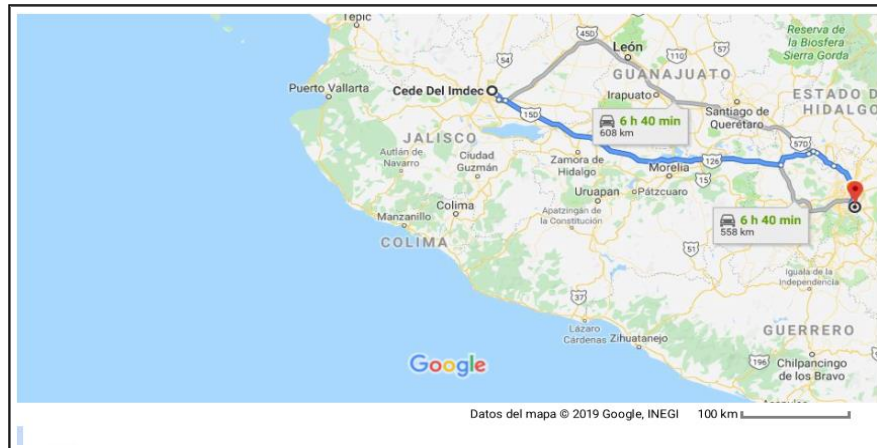 Tepic
Reserva de
la Biosfera
Sierra Gorda
45D
León
110
57
54
GUANAJUATO
Puerto Vallarta
Cede Del Imdec
Irapuato
ESTADO D
HIDALGO
15D
6 h 40 min
608 km
Santiago de
Querétaro
57D
JALISCO
Autlán de
Navarro
Ciudad
Guzmán
Zamora de
Hidalgo
126
Morelia
15
Uruapan
Pátzcuaro
Colima
Manzanillo
Apatzingán de
la Constitución
6 h 40 min
558 km
COLIMA
51
Iguala de la
Independencia
37
Lázaro
Cárdenas
Zihuatanejo
GUERRERO
196
Chilpancingo
de los Bravo
Google
Datos del mapa © 2019 Google, INEGI 100 km